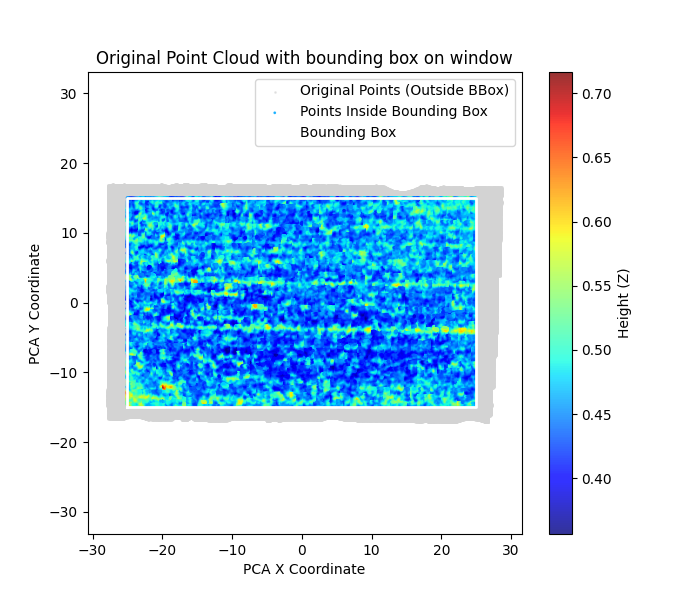 Original Point Cloud with bounding box on window
Original Points (Outside BBox)
Points Inside Bounding Box
Bounding Box
PCA Y Coordinate
30
20
10
0
−10
−20
−30
−30 −20 −10 0 10 20 30
PCA X Coordinate
0.70
0.65
0.60
0.55
0.50
0.45
0.40
Height (Z)